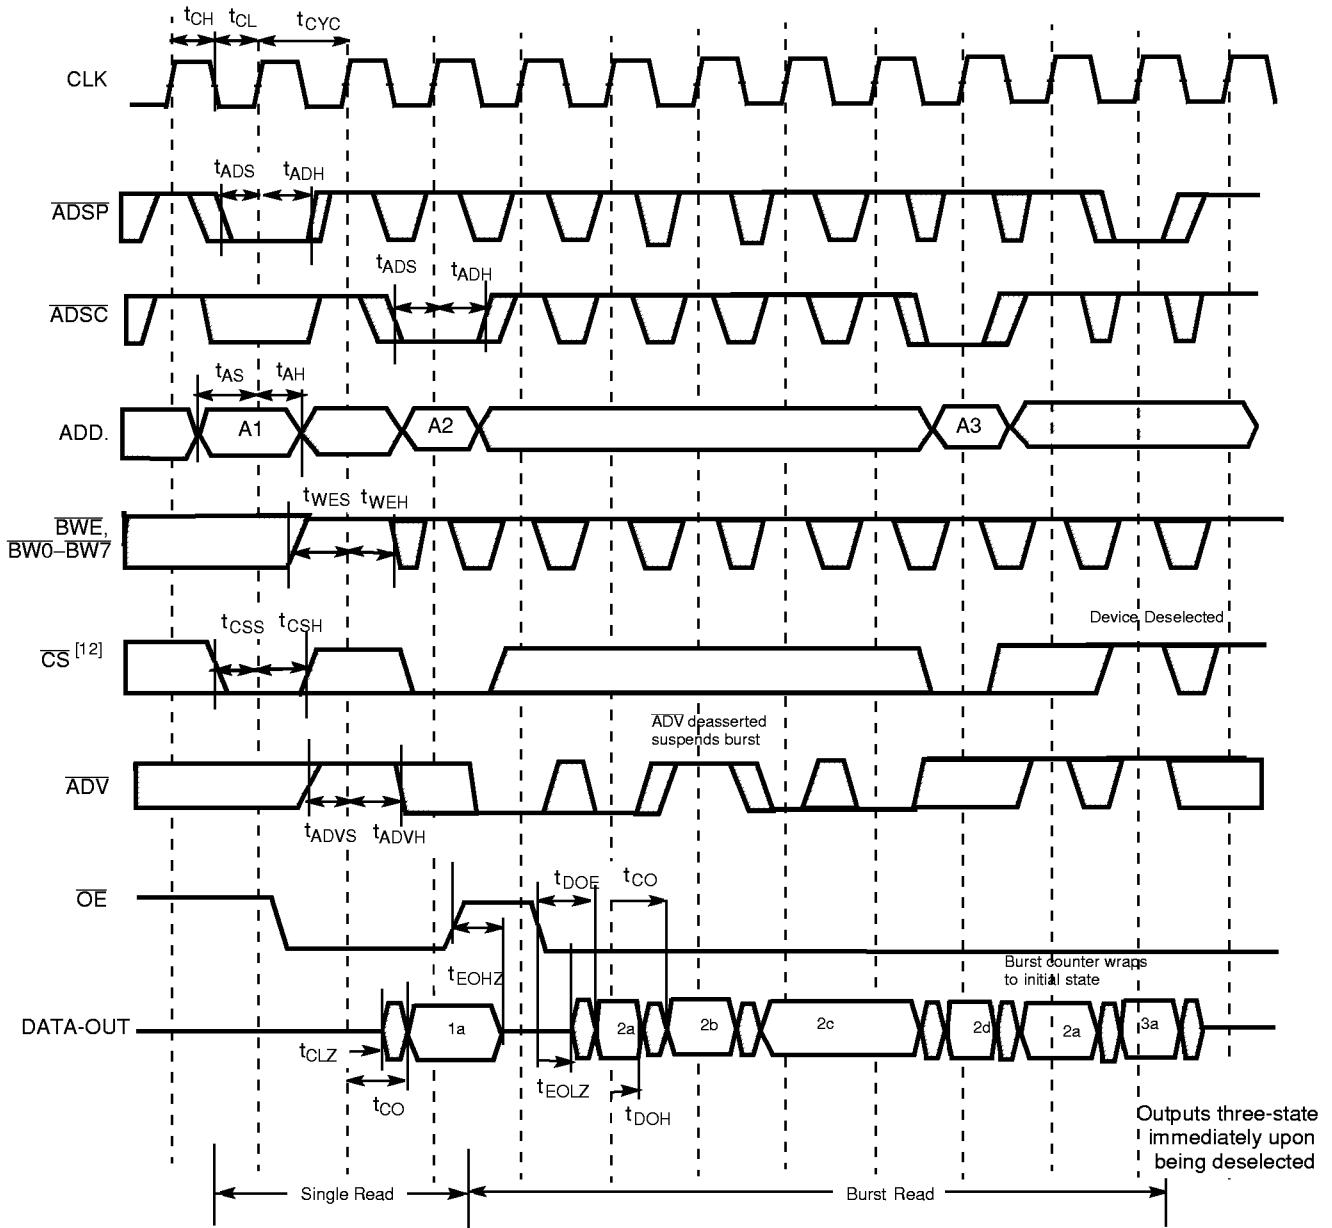 tCH tCL tCYC
CLK
tADS tADH
ADSP
tADS tADH
ADSC
tAS tAH
ADD. A1 A2 A3
tWES tWEH
BWE,
BW0–BW7
tCSS tCSH
Device Deselected
CS [12]
ADV deasserted
suspends burst
ADV
tADVS tADVH
tDOE tCO
OE
tEOHZ
Burst counter wraps
to initial state
DATA-OUT 1a 2a 2b 2c 2d 2a 3a
tCLZ
tEOLZ
tCO
tDOH
Outputs three-state
immediately upon
being deselected
Single Read Burst Read